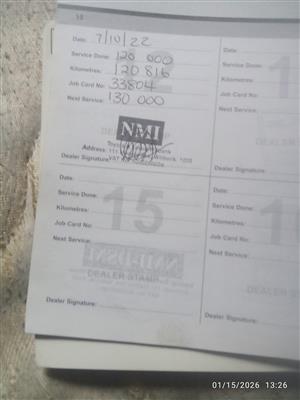 10
Date: 7/10/22
Service Done: 120 000
Kilometres: 120 816
Job Card No: 33804
Next Service: 130 000
NMI
Address: 111
Dealer Signature:
Date:
Service Done:
Kilometres:
Job Card No:
Next Service:
Dealer Signature:
Date:
Service Done:
Kilometres:
Job Card No:
Next Service:
15
DEALER STAMP
Dealer Signature:
Date:
Service Done:
Kilometres:
Job Card No:
Next Service:
Dealer Signature:
01/15/2026 13:26